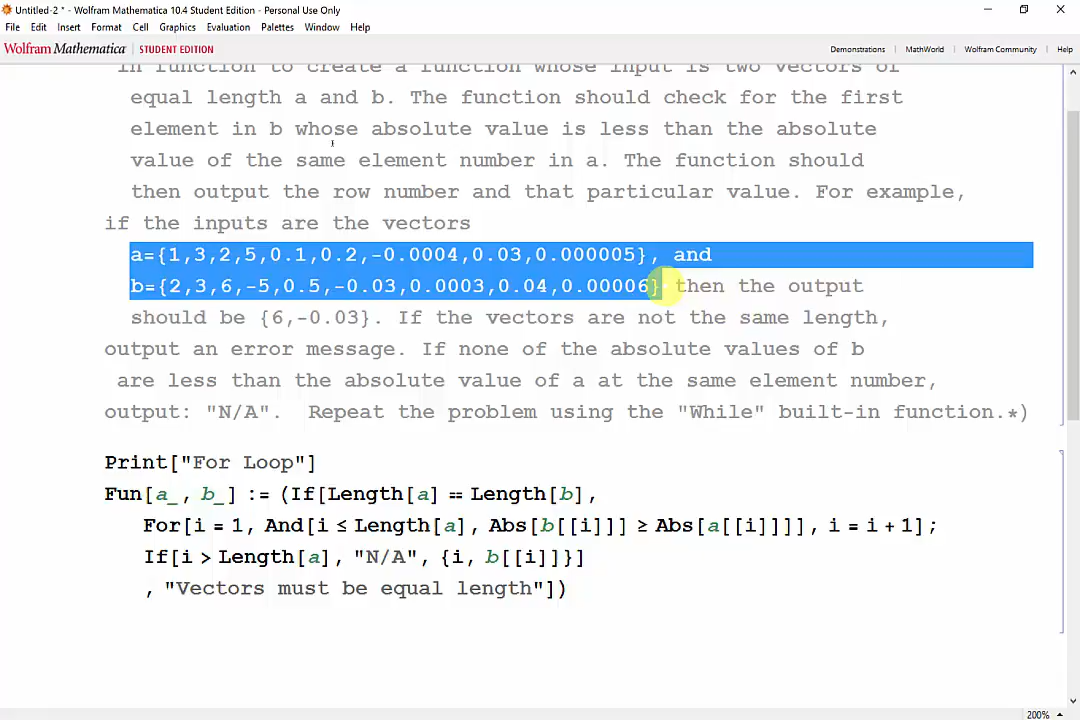 Untitled-2 * - Wolfram Mathematica 10.4 Student Edition - Personal Use Only
File Edit Insert Format Cell Graphics Evaluation Palettes Window Help
Wolfram Mathematica STUDENT EDITION Demonstrations MathWorld Wolfram Community Help
in function to create a function whose input is two vectors of
equal length a and b. The function should check for the first
element in b whose absolute value is less than the absolute
value of the same element number in a. The function should
then output the row number and that particular value. For example,
if the inputs are the vectors
a={1,3,2,5,0.1,0.2,-0.0004,0.03,0.000005}, and
b={2,3,6,-5,0.5,-0.03,0.0003,0.04,0.00006} then the output
should be {6,-0.03}. If the vectors are not the same length,
output an error message. If none of the absolute values of b
are less than the absolute value of a at the same element number,
output: "N/A". Repeat the problem using the "While" built-in function.*)
Print["For Loop"]
Fun[a_, b_] := (If[Length[a] == Length[b],
For[i = 1, And[i ≤ Length[a], Abs[b[[i]]] ≥ Abs[a[[i]]]], i = i + 1];
If[i > Length[a], "N/A", {i, b[[i]]}]
, "Vectors must be equal length"])
200%